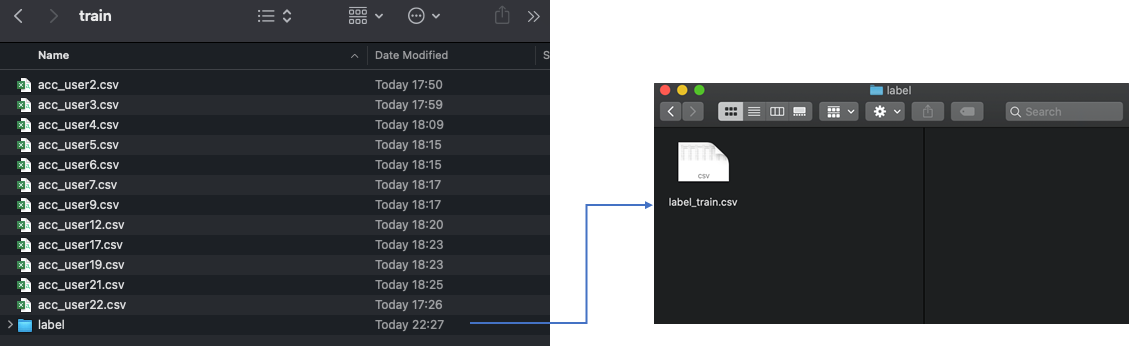 train
Name Date Modified S
acc_user2.csv Today 17:50
acc_user3.csv Today 17:59
acc_user4.csv Today 18:09
acc_user5.csv Today 18:15
acc_user6.csv Today 18:15
acc_user7.csv Today 18:17
acc_user9.csv Today 18:17
acc_user12.csv Today 18:20
acc_user17.csv Today 18:23
acc_user19.csv Today 18:23
acc_user21.csv Today 18:25
acc_user22.csv Today 17:26
label Today 22:27
label
Search
CSV
label_train.csv